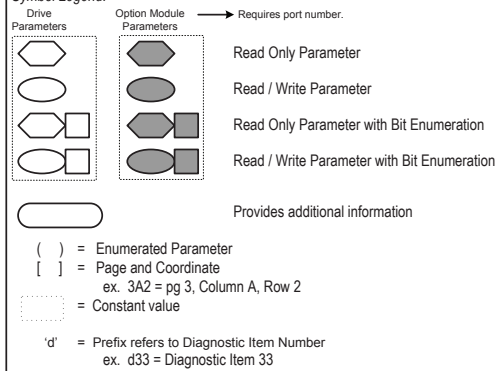 Symbol Legend:
Drive Parameters
Option Module Parameters
Requires port number.
Read Only Parameter
Read / Write Parameter
Read Only Parameter with Bit Enumeration
Read / Write Parameter with Bit Enumeration
Provides additional information
( ) = Enumerated Parameter
[ ] = Page and Coordinate
ex. 3A2 = pg 3, Column A, Row 2
= Constant value
‘d’ = Prefix refers to Diagnostic Item Number
ex. d33 = Diagnostic Item 33